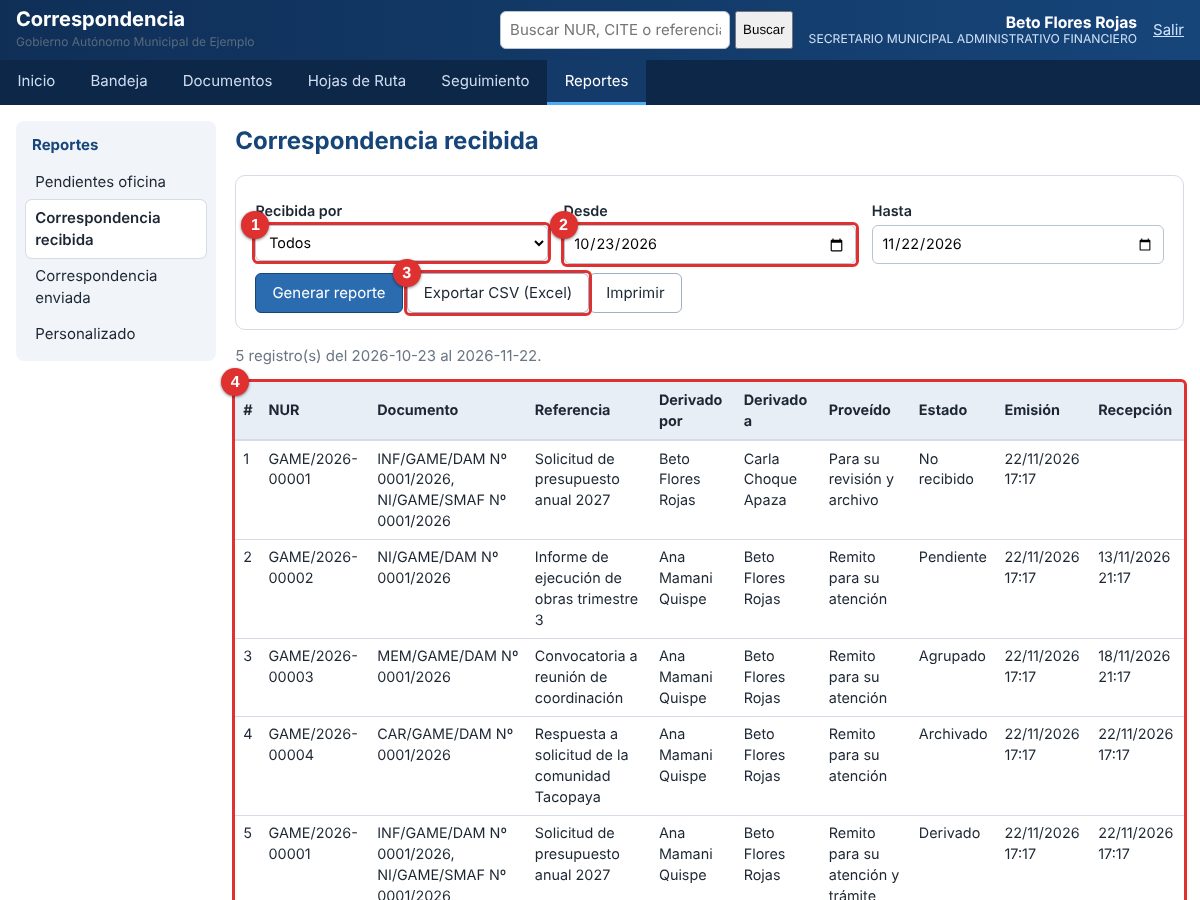 Correspondencia
Gobierno Autónomo Municipal de Ejemplo
Buscar NUR, CITE o referencia
Buscar
Beto Flores Rojas
SECRETARIO MUNICIPAL ADMINISTRATIVO FINANCIERO
Salir
Inicio Bandeja Documentos Hojas de Ruta Seguimiento Reportes
Reportes
Pendientes oficina
Correspondencia
recibida
Correspondencia
enviada
Personalizado
Correspondencia recibida
Recibida por Desde Hasta
1 Todos 2 10/23/2026 11/22/2026
Generar reporte 3 Exportar CSV (Excel) Imprimir
5 registro(s) del 2026-10-23 al 2026-11-22.
4
# NUR Documento Referencia Derivado por Derivado a Proveído Estado Emisión Recepción
1 GAME/2026-00001 INF/GAME/DAM Nº 0001/2026, NI/GAME/SMAF Nº 0001/2026 Solicitud de presupuesto anual 2027 Beto Flores Rojas Carla Choque Apaza Para su revisión y archivo No recibido 22/11/2026 17:17
2 GAME/2026-00002 NI/GAME/DAM Nº 0001/2026 Informe de ejecución de obras trimestre 3 Ana Mamani Quispe Beto Flores Rojas Remito para su atención Pendiente 22/11/2026 17:17 13/11/2026 21:17
3 GAME/2026-00003 MEM/GAME/DAM Nº 0001/2026 Convocatoria a reunión de coordinación Ana Mamani Quispe Beto Flores Rojas Remito para su atención Agrupado 22/11/2026 17:17 18/11/2026 21:17
4 GAME/2026-00004 CAR/GAME/DAM Nº 0001/2026 Respuesta a solicitud de la comunidad Tacopaya Ana Mamani Quispe Beto Flores Rojas Remito para su atención Archivado 22/11/2026 17:17 22/11/2026 17:17
5 GAME/2026-00001 INF/GAME/DAM Nº 0001/2026, NI/GAME/SMAF Nº 0001/2026 Solicitud de presupuesto anual 2027 Ana Mamani Quispe Beto Flores Rojas Remito para su atención y trámite Derivado 22/11/2026 17:17 22/11/2026 17:17